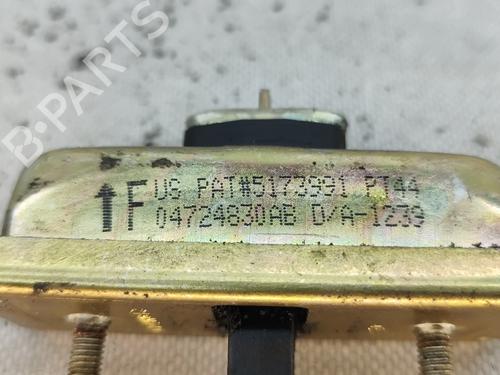 B-PARTS
↑F US PAT#5173991 PT44
04724830AB D/A-1239